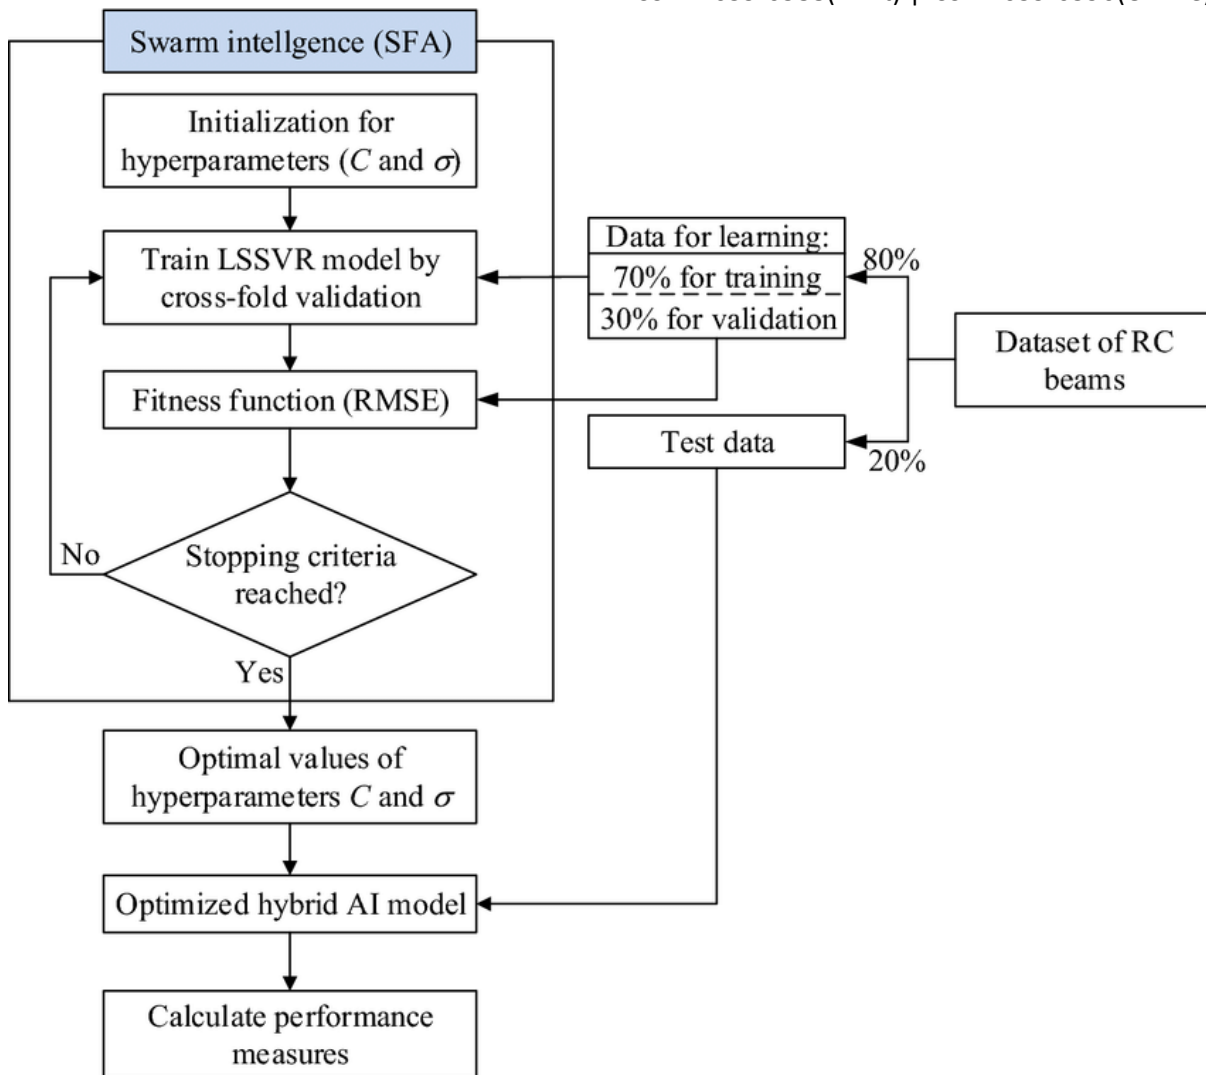 Swarm intellgence (SFA)
Initialization for
hyperparameters (C and σ)
Train LSSVR model by
cross-fold validation
Fitness function (RMSE)
No
Stopping criteria
reached?
Yes
Optimal values of
hyperparameters C and σ
Optimized hybrid AI model
Calculate performance
measures
Data for learning:
70% for training
30% for validation
Test data
80%
20%
Dataset of RC
beams